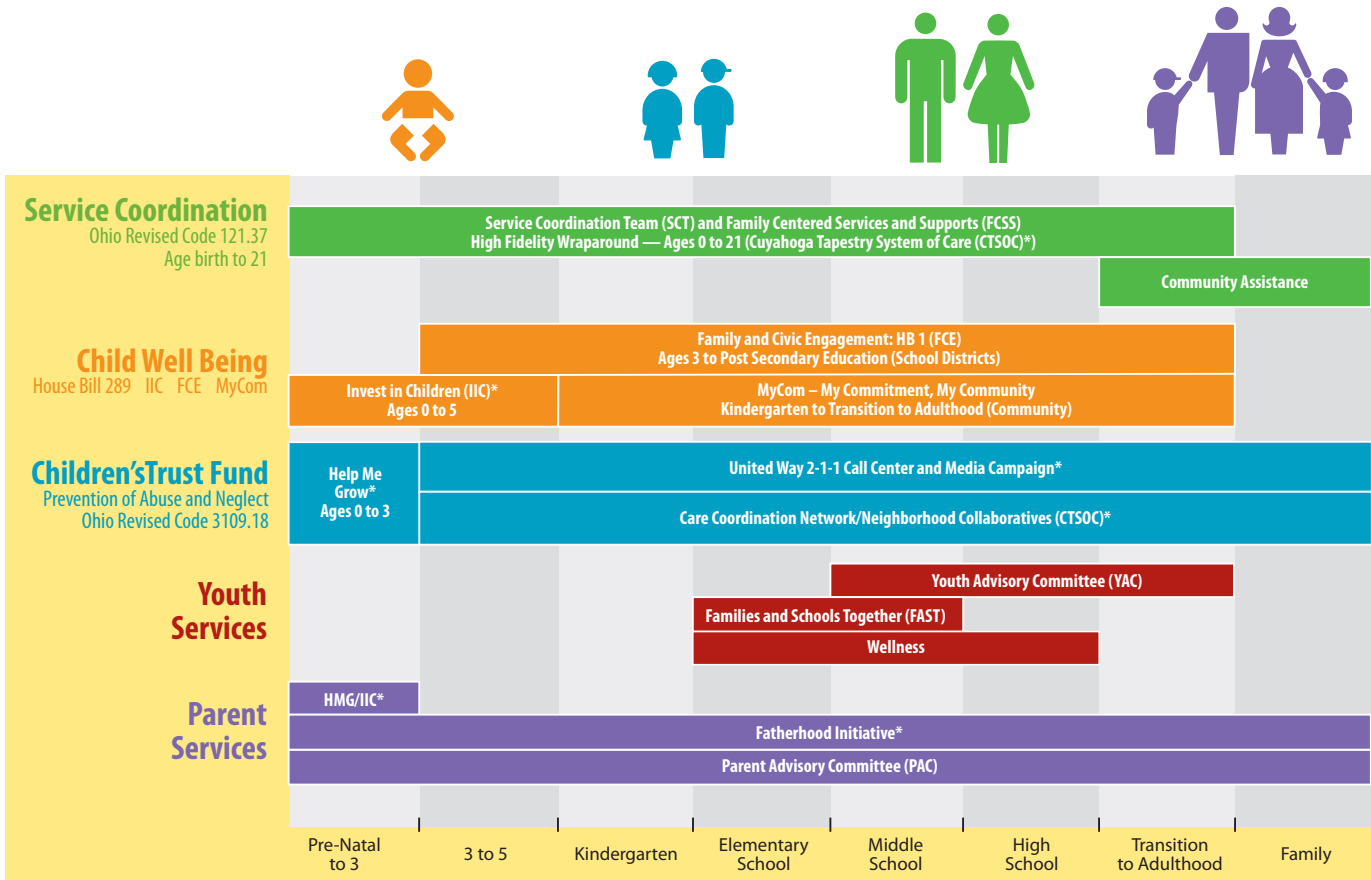 Service Coordination
Ohio Revised Code 121.37
Age birth to 21
Service Coordination Team (SCT) and Family Centered Services and Supports (FCSS)
High Fidelity Wraparound — Ages 0 to 21 (Cuyahoga Tapestry System of Care (CTSOC)*)
Community Assistance
Child Well Being
House Bill 289 IIC FCE MyCom
Family and Civic Engagement: HB 1 (FCE)
Ages 3 to Post Secondary Education (School Districts)
Invest in Children (IIC)*
Ages 0 to 5
MyCom – My Commitment, My Community
Kindergarten to Transition to Adulthood (Community)
Children'sTrust Fund
Prevention of Abuse and Neglect
Ohio Revised Code 3109.18
Help Me
Grow*
Ages 0 to 3
United Way 2-1-1 Call Center and Media Campaign*
Care Coordination Network/Neighborhood Collaboratives (CTSOC)*
Youth
Services
Youth Advisory Committee (YAC)
Families and Schools Together (FAST)
Wellness
Parent
Services
HMG/IIC*
Fatherhood Initiative*
Parent Advisory Committee (PAC)
Pre-Natal
to 3
3 to 5
Kindergarten
Elementary
School
Middle
School
High
School
Transition
to Adulthood
Family